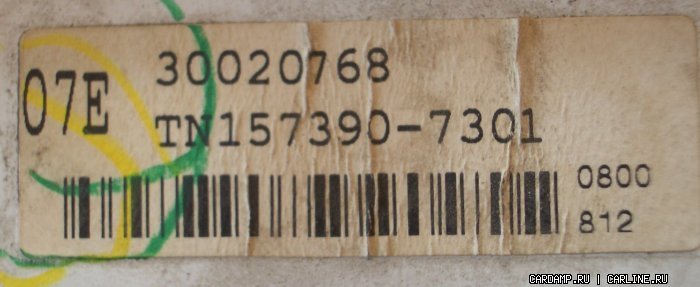 07E
30020768
TN157390-7301
0800
812
CARDAMP.RU | CARLINE.RU